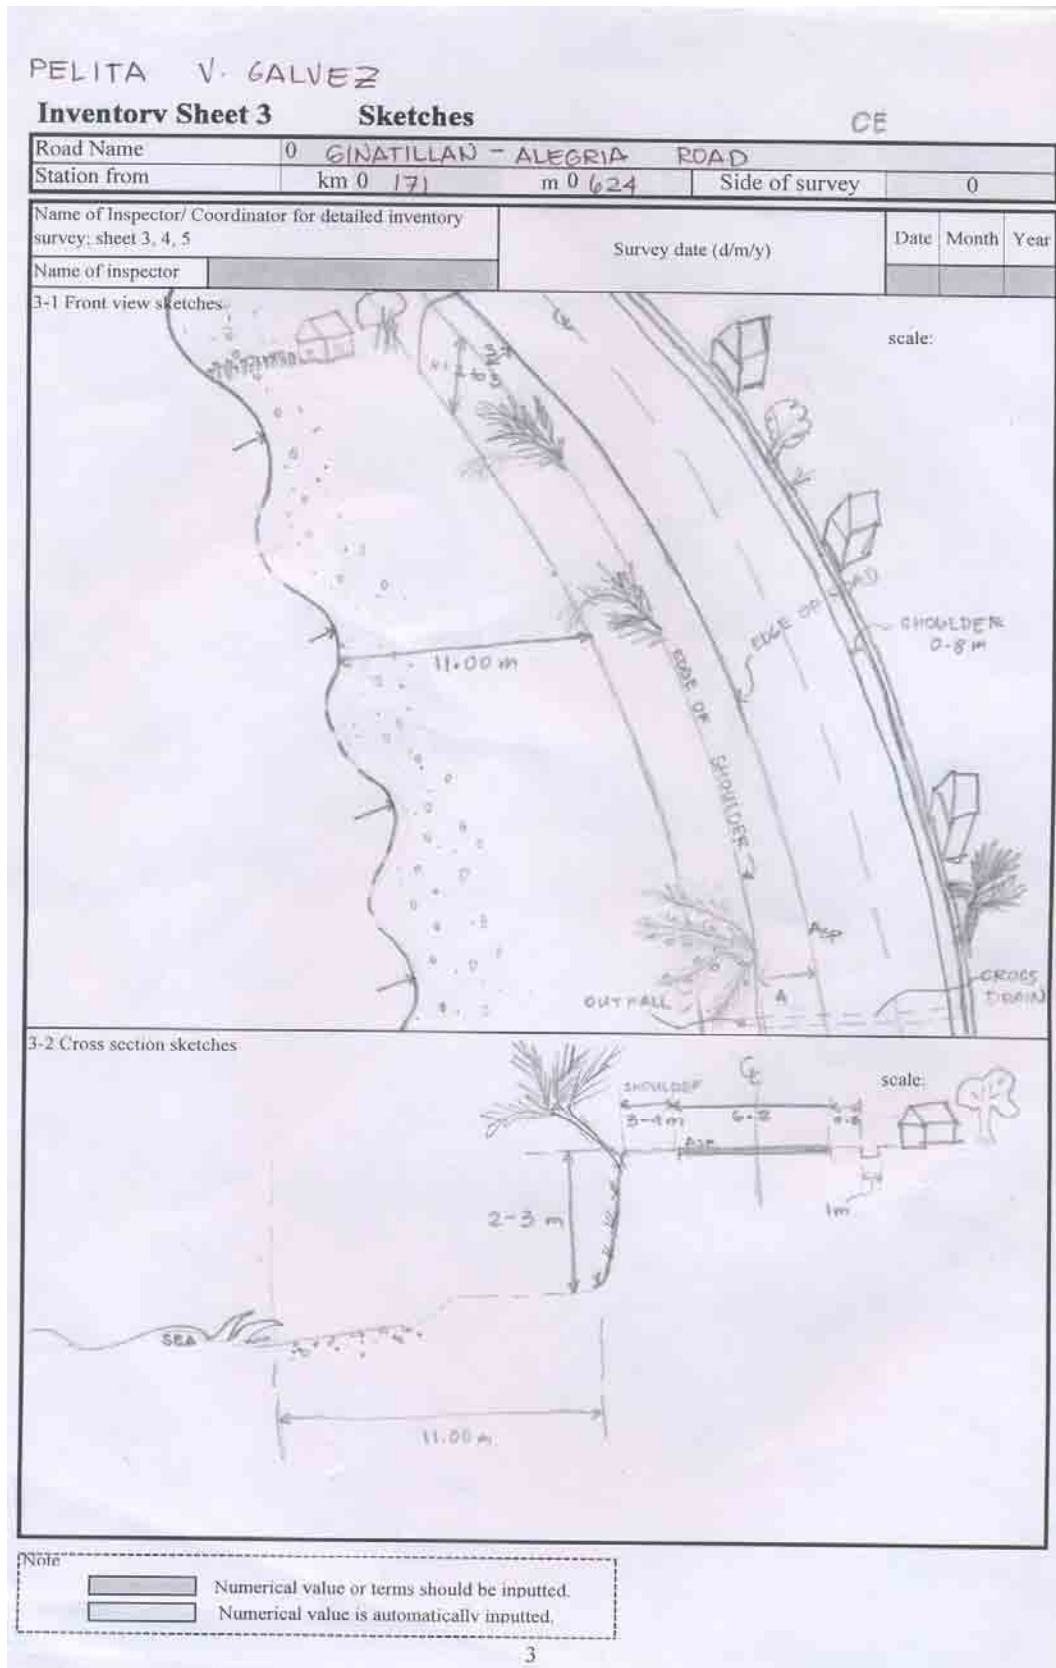 PELITA V. GALVEZ
Inventory Sheet 3 Sketches
CE
Road Name 0 GINATILLAN - ALEGRIA ROAD
Station from km 0 171 m 0 624 Side of survey 0
Name of Inspector/ Coordinator for detailed inventory
survey; sheet 3, 4, 5
Survey date (d/m/y)
Date Month Year
Name of inspector
3-1 Front view sketches
scale:
EDGE OF ROAD
SHOULDER
0.8 m
11.00 m
EDGE OF SHOULDER
Asp
A
OUTFALL
CROSS
DRAIN
3-2 Cross section sketches
scale:
SHOULDER
3-4 m
Asp
2-3 m
1m
SEA
11.00 m
Note
Numerical value or terms should be inputted.
Numerical value is automatically inputted.
3